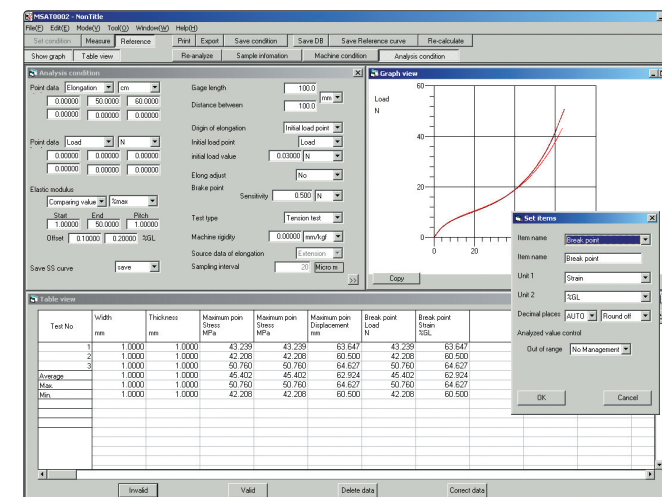 MSAT0002 - NonTitle
File(F) Edit(E) Mode(V) Tool(O) Window(W) Help(H)
Set condition Measure Reference Print Export Save condition Save DB Save Reference curve Re-calculate
Show graph Table view Re-analyze Sample infomation Machine condition Analysis condition
Analysis condition
Point data Elongation cm
0.00000 50.0000 60.0000
0.00000 0.00000 0.00000
Point data Load N
0.00000 0.00000 0.00000
0.00000 0.00000 0.00000
Elastic modulus
Comparing value %max
Start End Pitch
1.00000 50.0000 1.00000
Offset 0.10000 0.20000 %GL
Save SS curve save
Gage length 100.0
Distance between 100.0 mm
Origin of elongation Initial load point
Initial load point Load
initial load value 0.03000 N
Elong adjust No
Brake point
Sensitivity 0.500 N
Test type Tension test
Machine rigidity 0.00000 mm/kgf
Source data of elongation Extension
Sampling interval 20 Micro m
>>
Graph view
Load
N
60
40
20
0
0 20
Copy
Set items
Item name Break point
Item name Break point
Unit 1 Strain
Unit 2 %GL
Decimal places AUTO Round off
Analyzed value control
Out of range No Management
OK Cancel
Table view
Test No Width mm Thickness mm Maximum poin Stress MPa Maximum poin Stress MPa Maximum poin Displacement mm Break point Load N Break point Strain %GL
1 1.0000 1.0000 43.239 43.239 63.647 43.239 63.647
2 1.0000 1.0000 42.208 42.208 60.500 42.208 60.500
3 1.0000 1.0000 50.760 50.760 64.627 50.760 64.627
Average 1.0000 1.0000 45.402 45.402 62.924 45.402 62.924
Max. 1.0000 1.0000 50.760 50.760 64.627 50.760 64.627
Min. 1.0000 1.0000 42.208 42.208 60.500 42.208 60.500
Invalid Valid Delete data Correct data